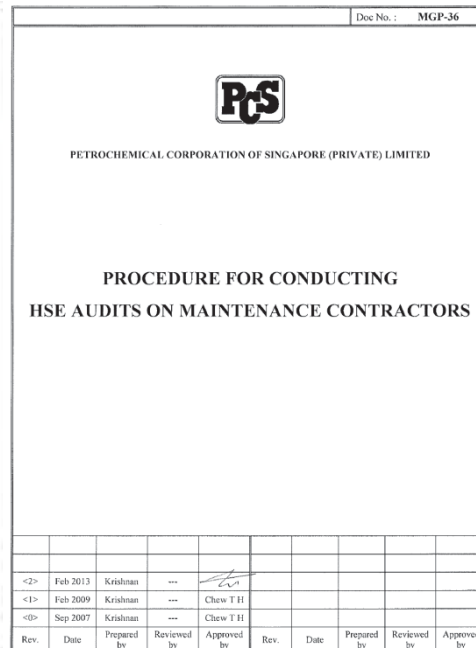 Doc No. : MGP-36
PCS
PETROCHEMICAL CORPORATION OF SINGAPORE (PRIVATE) LIMITED
PROCEDURE FOR CONDUCTING
HSE AUDITS ON MAINTENANCE CONTRACTORS
<2> Feb 2013 Krishnan ---
<1> Feb 2009 Krishnan --- Chew T H
<0> Sep 2007 Krishnan --- Chew T H
Rev. Date Prepared by Reviewed by Approved by Rev. Date Prepared by Reviewed by Approved by